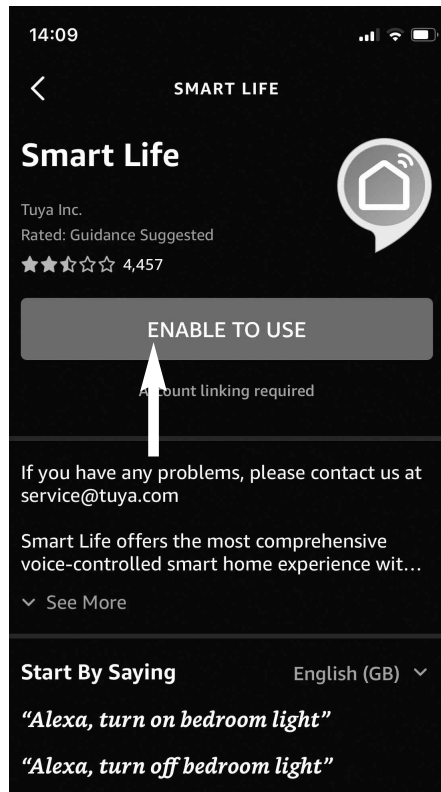 14:09
SMART LIFE
Smart Life
Tuya Inc.
Rated: Guidance Suggested
4,457
ENABLE TO USE
Account linking required
If you have any problems, please contact us at
service@tuya.com
Smart Life offers the most comprehensive
voice-controlled smart home experience wit...
See More
Start By Saying English (GB)
“Alexa, turn on bedroom light”
“Alexa, turn off bedroom light”